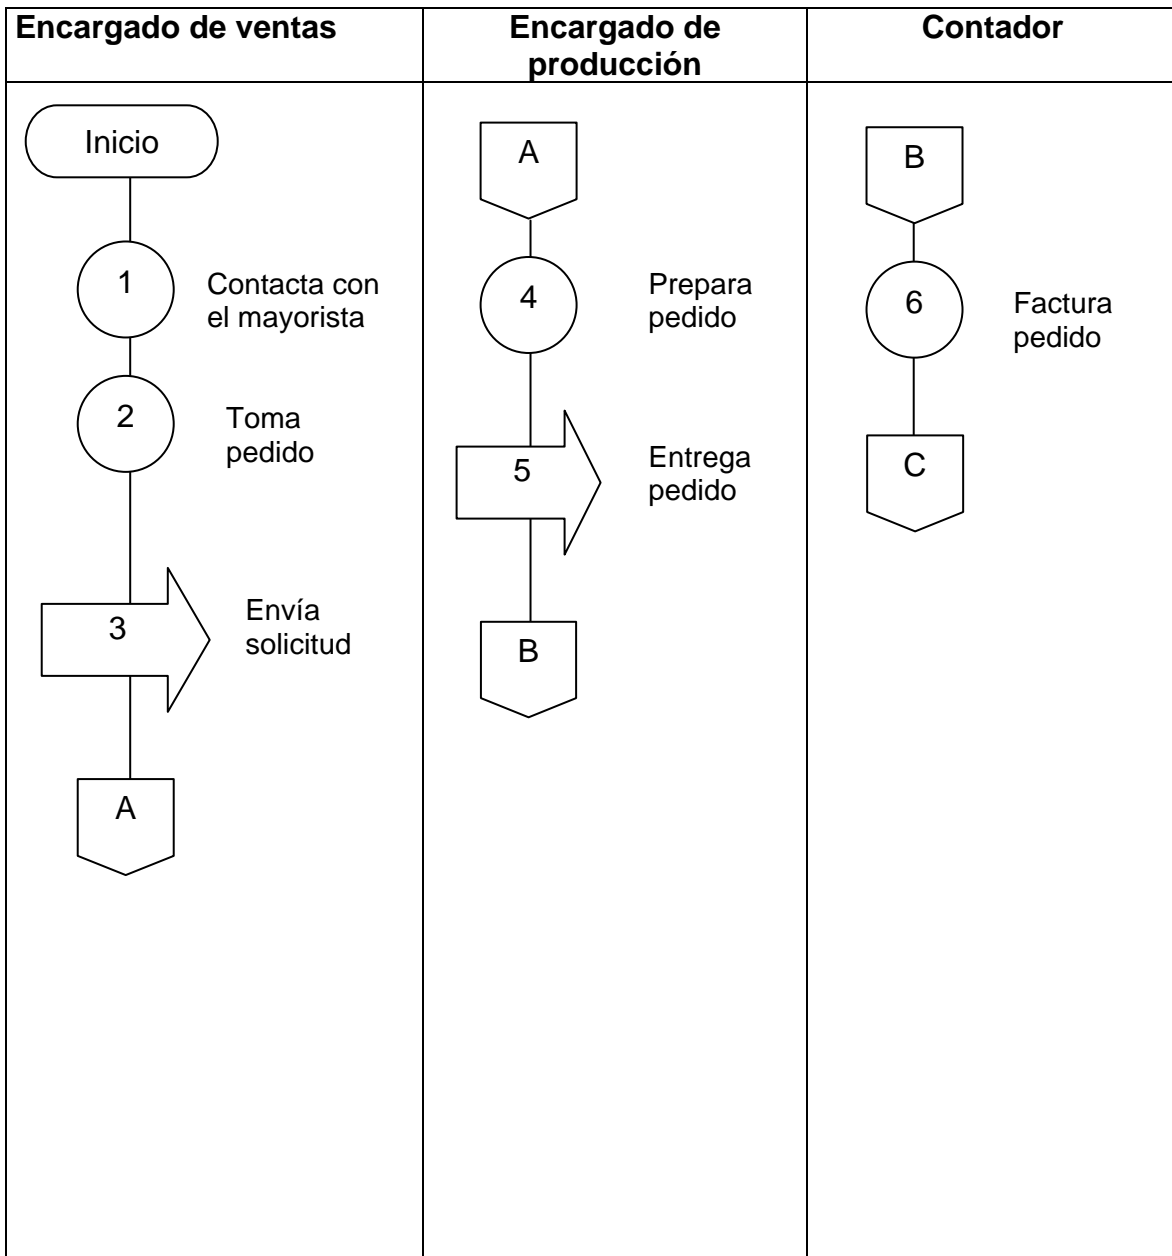 Encargado de ventas
Encargado de
producción
Contador
Inicio
1
Contacta con
el mayorista
2
Toma
pedido
3
Envía
solicitud
A
A
4
Prepara
pedido
5
Entrega
pedido
B
B
6
Factura
pedido
C